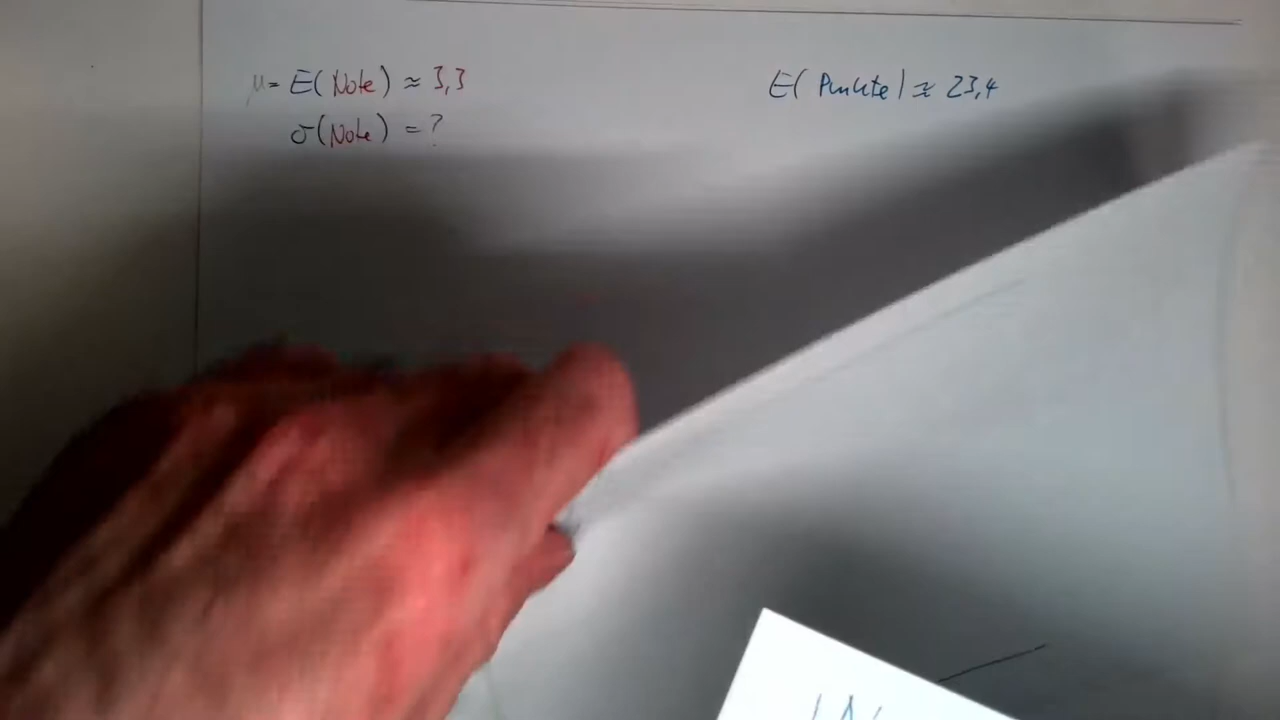 μ= E(Note) ≈ 3,3
σ(Note) = ?
E(Punkte) ≈ 23,4